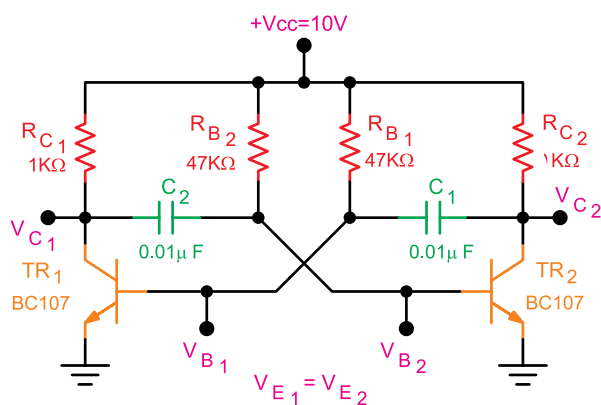 +Vcc=10V
RC1
1KΩ
RB2
47KΩ
RB1
47KΩ
RC2
KΩ
VC1
C2
0.01μF
C1
0.01μF
VC2
TR1
BC107
TR2
BC107
VB1
VB2
VE1 = VE2